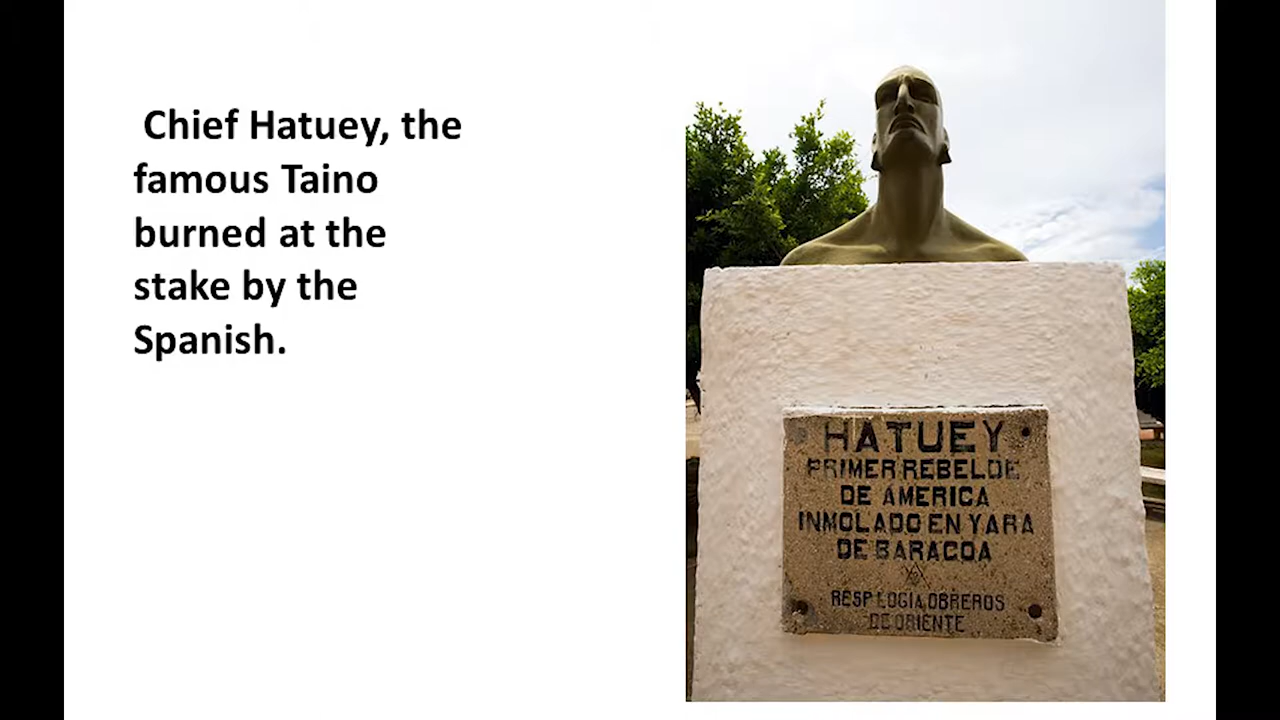 Chief Hatuey, the
famous Taino
burned at the
stake by the
Spanish.
HATUEY
PRIMER REBELDE
DE AMERICA
INMOLADO EN YARA
DE BARACOA
RESP LOGIA OBREROS
DE ORIENTE